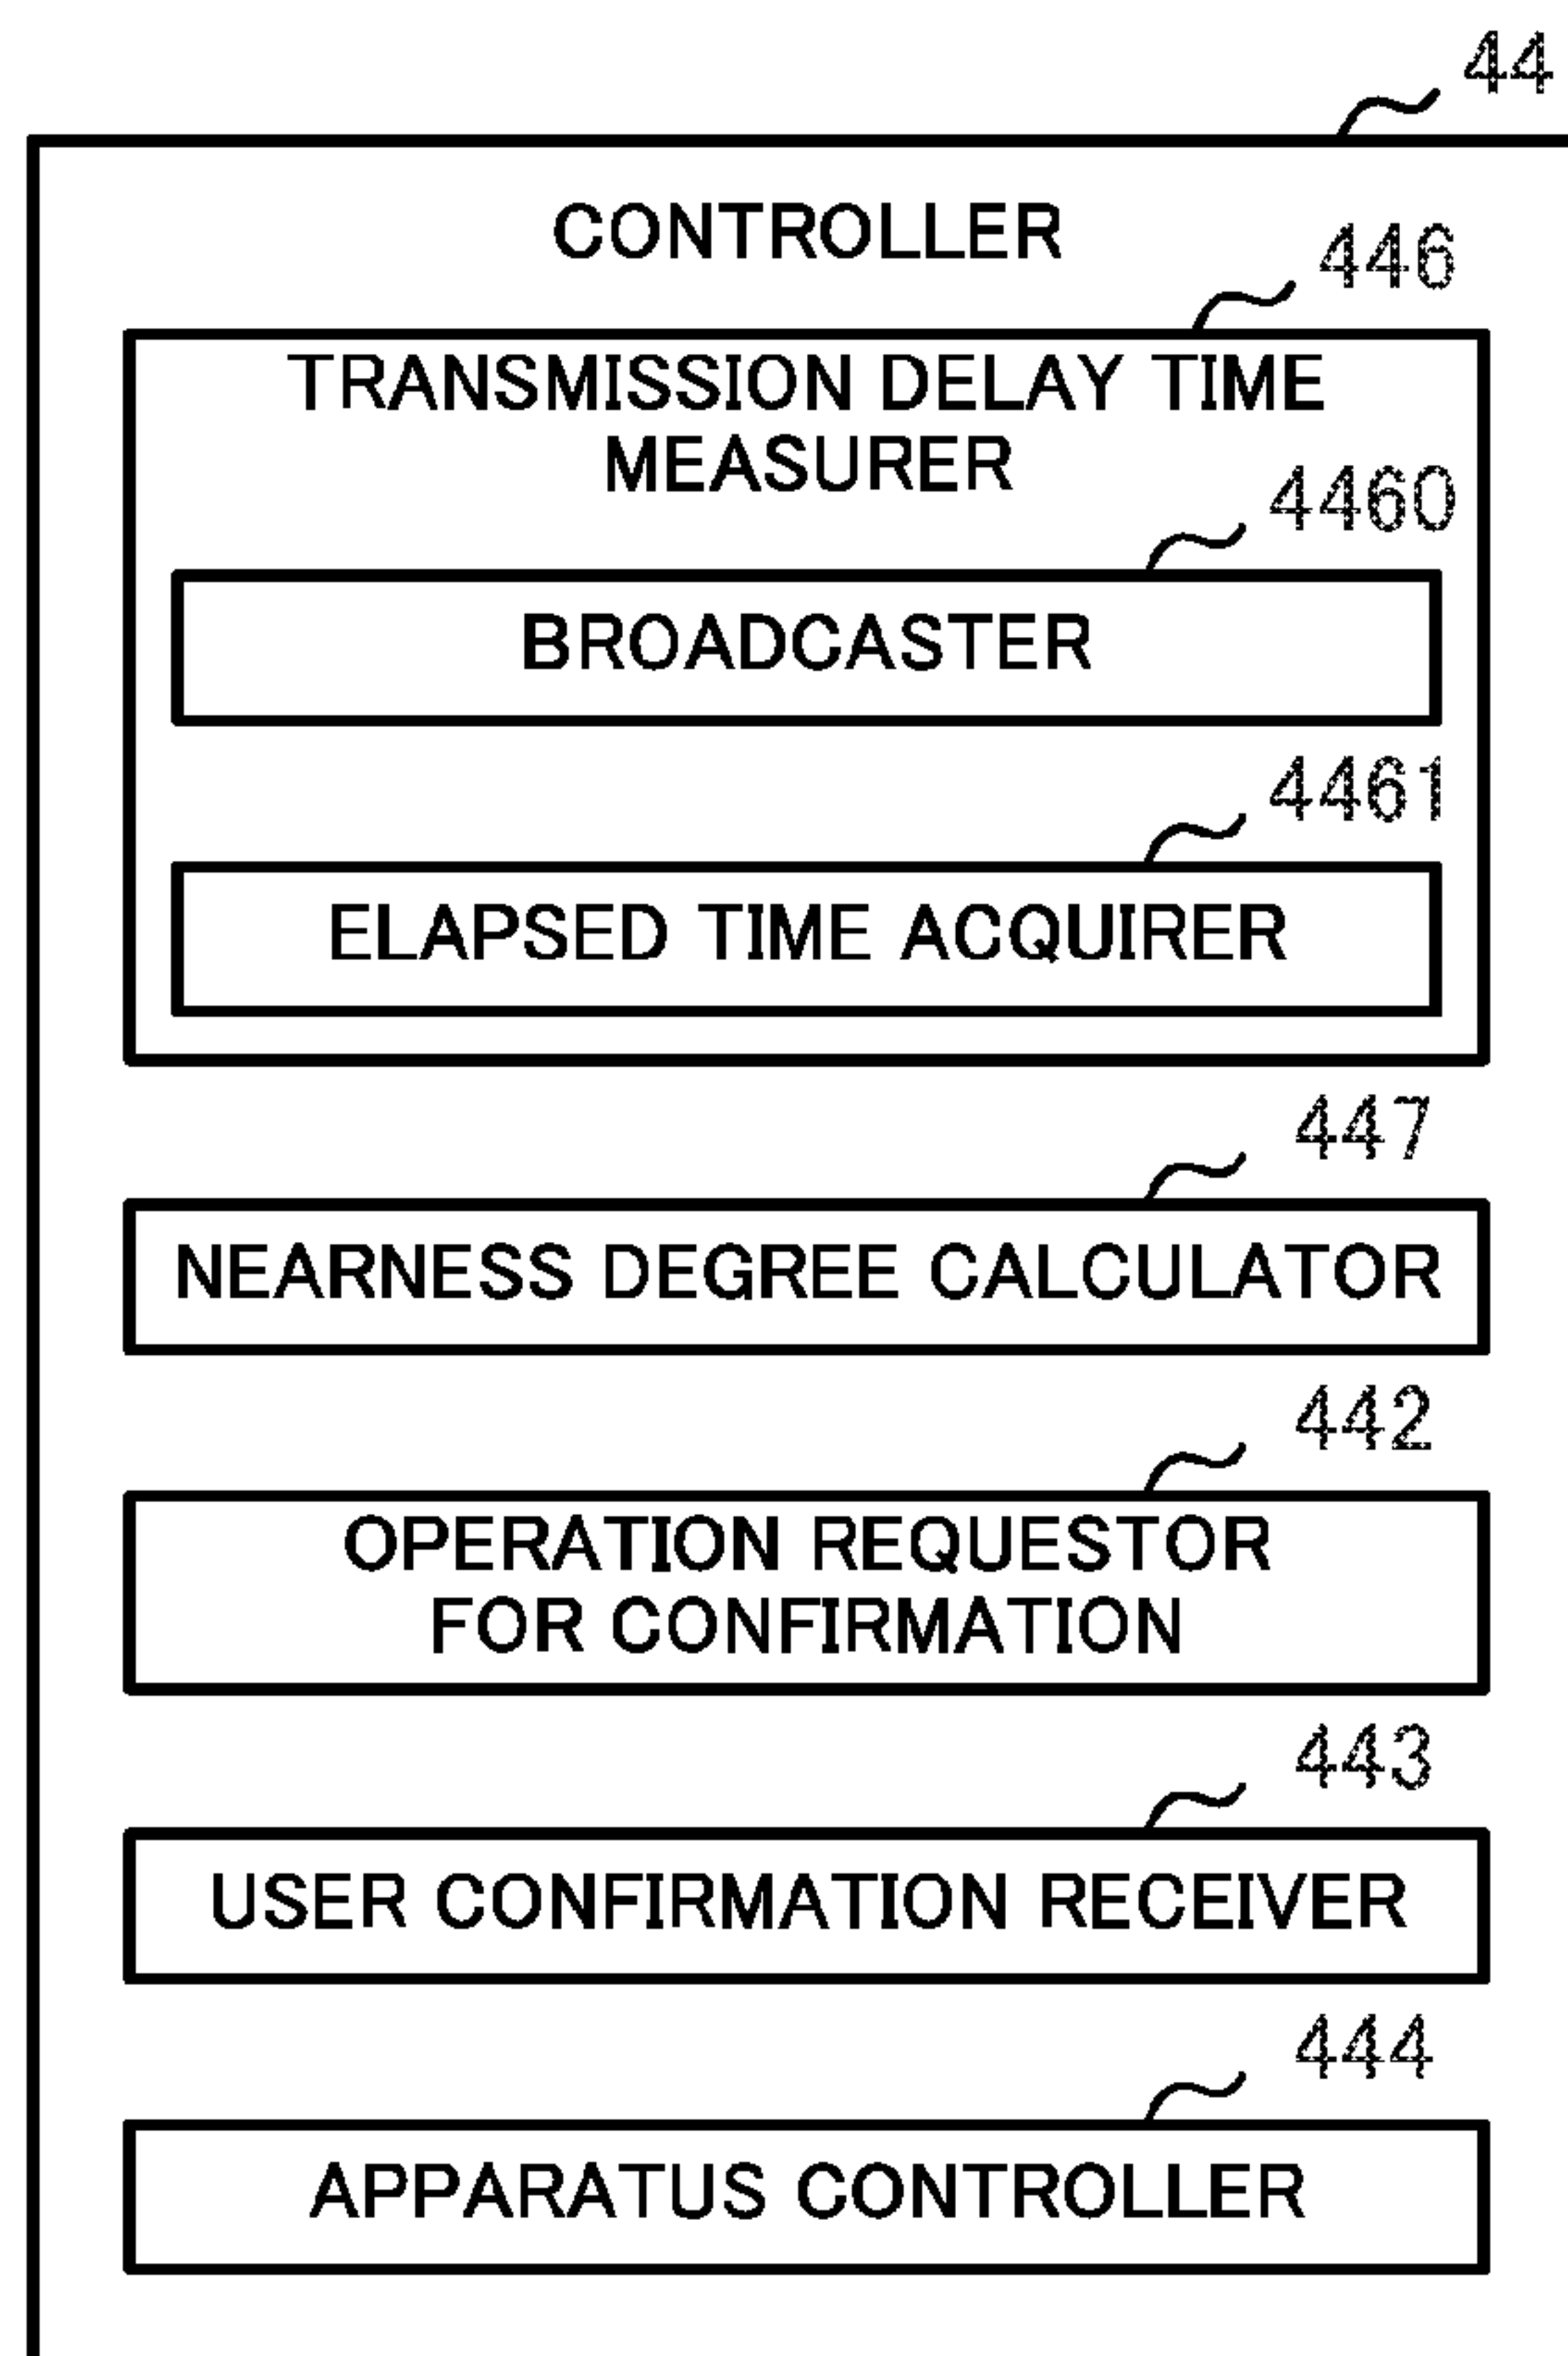 44
CONTROLLER
446
TRANSMISSION DELAY TIME
MEASURER
4460
BROADCASTER
4461
ELAPSED TIME ACQUIRER
447
NEARNESS DEGREE CALCULATOR
442
OPERATION REQUESTOR
FOR CONFIRMATION
443
USER CONFIRMATION RECEIVER
444
APPARATUS CONTROLLER